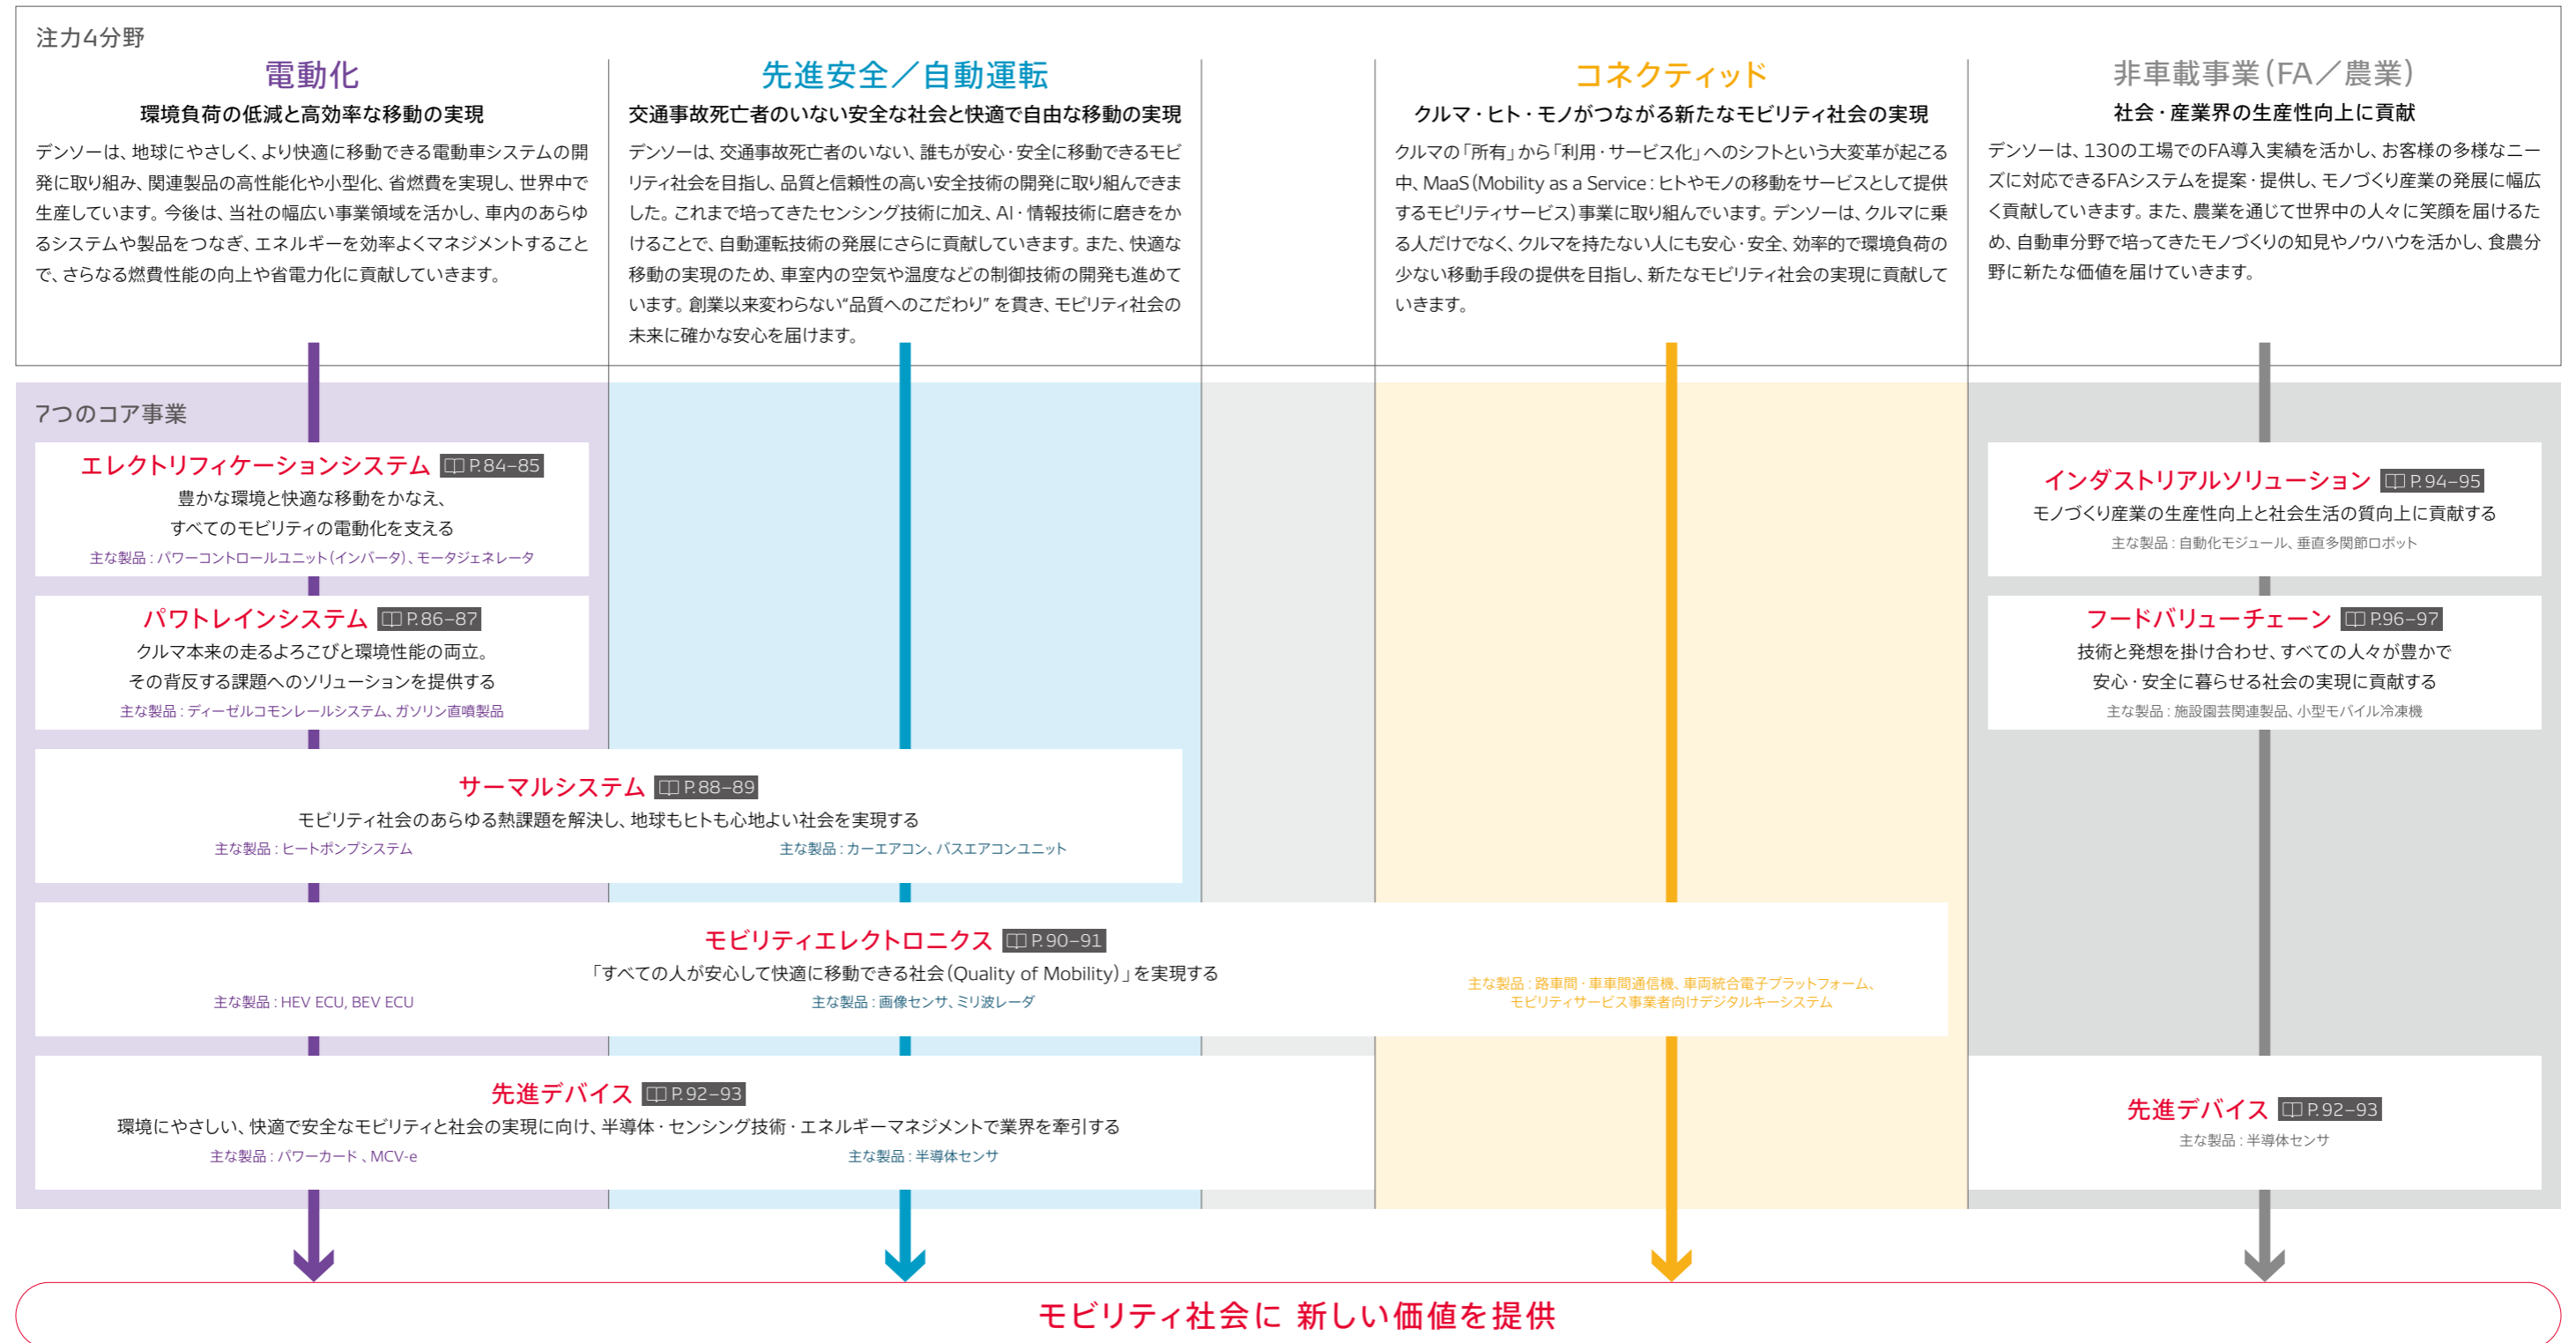 注力4分野
電動化
環境負荷の低減と高効率な移動の実現
デンソーは、地球にやさしく、より快適に移動できる電動車システムの開
発に取り組み、関連製品の高性能化や小型化、省燃費を実現し、世界中で
生産しています。今後は、当社の幅広い事業領域を活かし、車内のあらゆ
るシステムや製品をつなぎ、エネルギーを効率よくマネジメントすること
で、さらなる燃費性能の向上や省電力化に貢献していきます。
先進安全／自動運転
交通事故死亡者のいない安全な社会と快適で自由な移動の実現
デンソーは、交通事故死亡者のいない、誰もが安心・安全に移動できるモビ
リティ社会を目指し、品質と信頼性の高い安全技術の開発に取り組んできま
した。これまで培ってきたセンシング技術に加え、AI・情報技術に磨きをか
けることで、自動運転技術の発展にさらに貢献していきます。また、快適な
移動の実現のため、車室内の空気や温度などの制御技術の開発も進めて
います。創業以来変わらない“品質へのこだわり” を貫き、モビリティ社会の
未来に確かな安心を届けます。
コネクティッド
クルマ・ヒト・モノがつながる新たなモビリティ社会の実現
クルマの「所有」から「利用・サービス化」へのシフトという大変革が起こる
中、MaaS（Mobility as a Service：ヒトやモノの移動をサービスとして提供
するモビリティサービス）事業に取り組んでいます。デンソーは、クルマに乗
る人だけでなく、クルマを持たない人にも安心・安全、効率的で環境負荷の
少ない移動手段の提供を目指し、新たなモビリティ社会の実現に貢献して
いきます。
非車載事業（FA／農業）
社会・産業界の生産性向上に貢献
デンソーは、130の工場でのFA導入実績を活かし、お客様の多様なニー
ズに対応できるFAシステムを提案・提供し、モノづくり産業の発展に幅広
く貢献していきます。また、農業を通じて世界中の人々に笑顔を届けるた
め、自動車分野で培ってきたモノづくりの知見やノウハウを活かし、食農分
野に新たな価値を届けていきます。
7つのコア事業
エレクトリフィケーションシステム P.84–85
豊かな環境と快適な移動をかなえ、
すべてのモビリティの電動化を支える
主な製品：パワーコントロールユニット（インバータ）、モータジェネレータ
インダストリアルソリューション P.94–95
モノづくり産業の生産性向上と社会生活の質向上に貢献する
主な製品：自動化モジュール、垂直多関節ロボット
パワトレインシステム P.86–87
クルマ本来の走るよろこびと環境性能の両立。
その背反する課題へのソリューションを提供する
主な製品：ディーゼルコモンレールシステム、ガソリン直噴製品
フードバリューチェーン P.96–97
技術と発想を掛け合わせ、すべての人々が豊かで
安心・安全に暮らせる社会の実現に貢献する
主な製品：施設園芸関連製品、小型モバイル冷凍機
サーマルシステム P.88–89
モビリティ社会のあらゆる熱課題を解決し、地球もヒトも心地よい社会を実現する
主な製品：ヒートポンプシステム
主な製品：カーエアコン、バスエアコンユニット
モビリティエレクトロニクス P.90–91
「すべての人が安心して快適に移動できる社会（Quality of Mobility）」を実現する
主な製品：HEV ECU, BEV ECU
主な製品：画像センサ、ミリ波レーダ
主な製品：路車間・車車間通信機、車両統合電子プラットフォーム、
モビリティサービス事業者向けデジタルキーシステム
先進デバイス P.92–93
環境にやさしい、快適で安全なモビリティと社会の実現に向け、半導体・センシング技術・エネルギーマネジメントで業界を牽引する
主な製品：パワーカード 、MCV-e
主な製品：半導体センサ
先進デバイス P.92–93
主な製品：半導体センサ
モビリティ社会に 新しい価値を提供